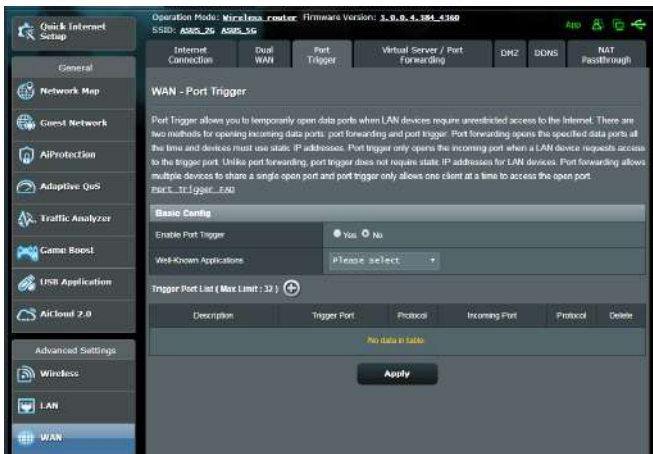 Quick Internet
Setup
Operation Mode: Wireless router Firmware Version: 3.0.0.4.384_4360
SSID: ASUS_2G ASUS_5G
App
Internet
Connection
Dual
WAN
Port
Trigger
Virtual Server / Port
Forwarding
DMZ
DDNS
NAT
Passthrough
General
Network Map
Guest Network
AiProtection
Adaptive QoS
Traffic Analyzer
Game Boost
USB Application
AiCloud 2.0
Advanced Settings
Wireless
LAN
WAN
WAN - Port Trigger
Port Trigger allows you to temporarily open data ports when LAN devices require unrestricted access to the Internet. There are
two methods for opening incoming data ports: port forwarding and port trigger. Port forwarding opens the specified data ports all
the time and devices must use static IP addresses. Port trigger only opens the incoming port when a LAN device requests access
to the trigger port. Unlike port forwarding, port trigger does not require static IP addresses for LAN devices. Port forwarding allows
multiple devices to share a single open port and port trigger only allows one client at a time to access the open port.
Port Trigger FAQ
Basic Config
Enable Port Trigger
Yes No
Well-Known Applications
Please select
Trigger Port List ( Max Limit : 32 )
Description Trigger Port Protocol Incoming Port Protocol Delete
No data in table.
Apply